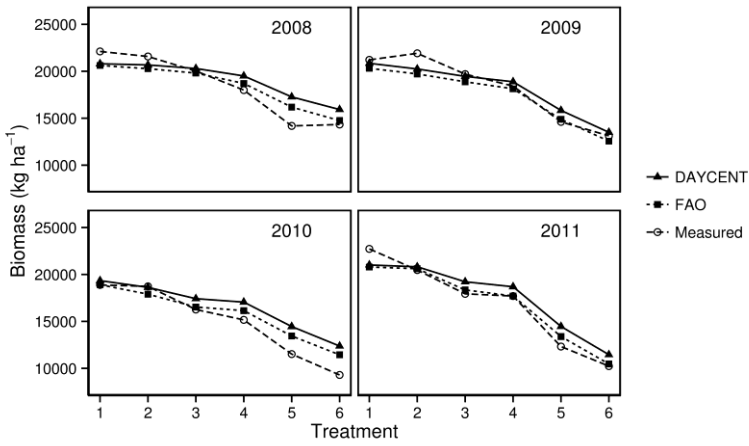 2008
2009
25000
20000
15000
10000
Biomass (kg ha⁻¹)
DAYCENT
FAO
Measured
2010
2011
25000
20000
15000
10000
1 2 3 4 5 6
1 2 3 4 5 6
Treatment